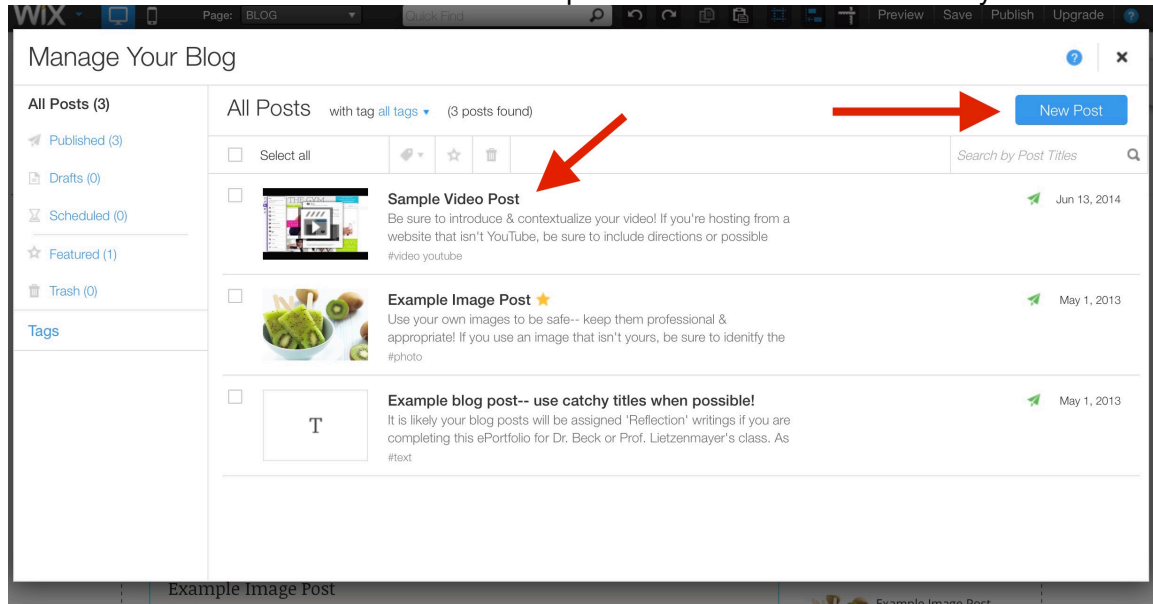 WiX
Page: BLOG
Quick Find
Preview Save Publish Upgrade ?
Manage Your Blog
? ×
All Posts (3)
Published (3)
Drafts (0)
Scheduled (0)
Featured (1)
Trash (0)
Tags
All Posts with tag all tags (3 posts found)
New Post
Select all
Search by Post Titles
Sample Video Post
Jun 13, 2014
Be sure to introduce & contextualize your video! If you're hosting from a
website that isn't YouTube, be sure to include directions or possible
#video youtube
Example Image Post
May 1, 2013
Use your own images to be safe-- keep them professional &
appropriate! If you use an image that isn't yours, be sure to idenitfy the
#photo
T
Example blog post-- use catchy titles when possible!
May 1, 2013
It is likely your blog posts will be assigned 'Reflection' writings if you are
completing this ePortfolio for Dr. Beck or Prof. Lietzenmayer's class. As
#text
Example Image Post
Example Image Post